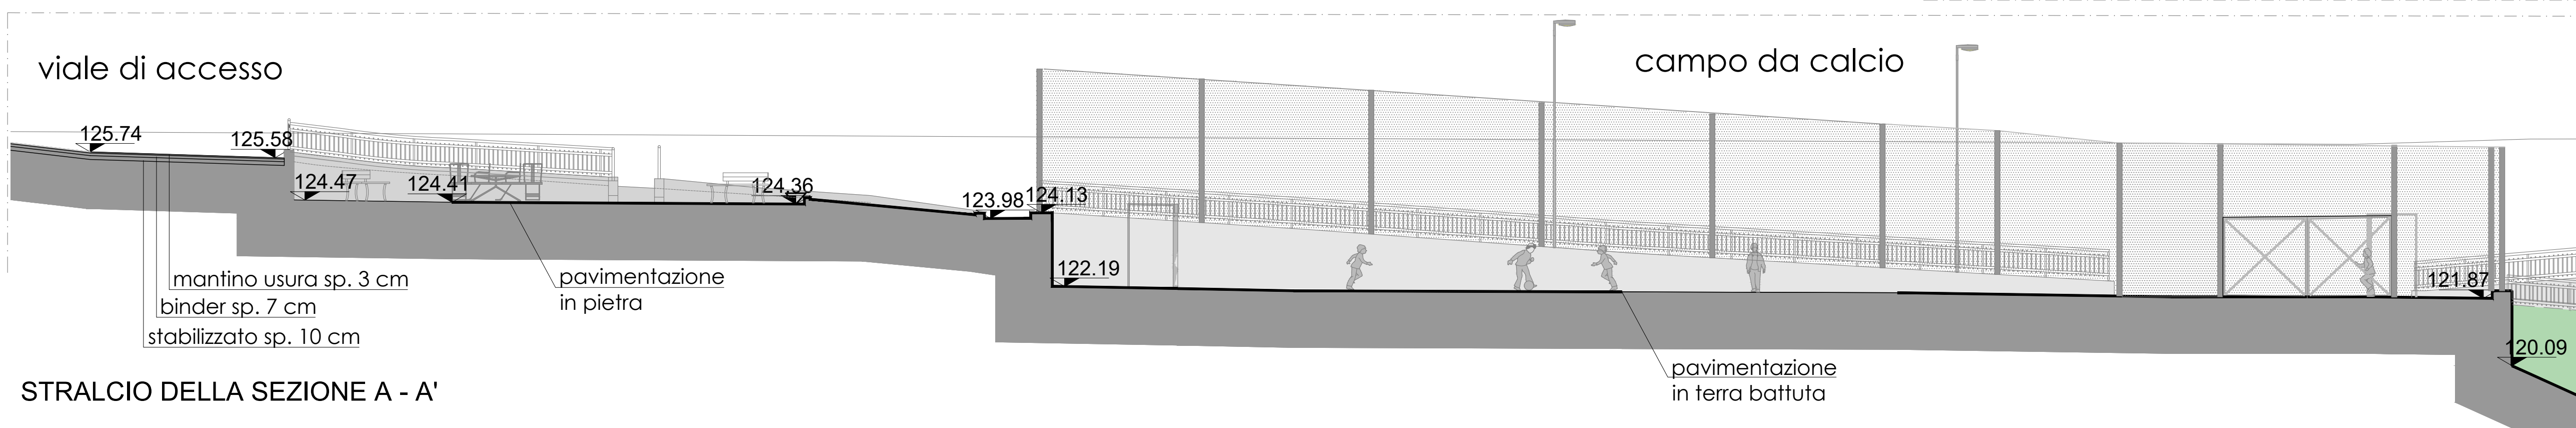 viale di accesso
campo da calcio
125.74
125.58
124.47
124.41
124.36
123.98
124.13
122.19
121.87
120.09
mantino usura sp. 3 cm
binder sp. 7 cm
stabilizzato sp. 10 cm
pavimentazione
in pietra
pavimentazione
in terra battuta
STRALCIO DELLA SEZIONE A - A'